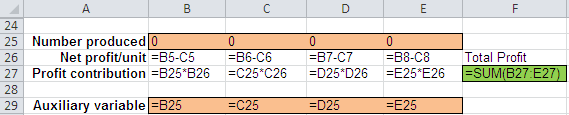 A B C D E F
24
25 Number produced 0 0 0 0
26 Net profit/unit =B5-C5 =B6-C6 =B7-C7 =B8-C8 Total Profit
27 Profit contribution =B25*B26 =C25*C26 =D25*D26 =E25*E26 =SUM(B27:E27)
28
29 Auxiliary variable =B25 =C25 =D25 =E25